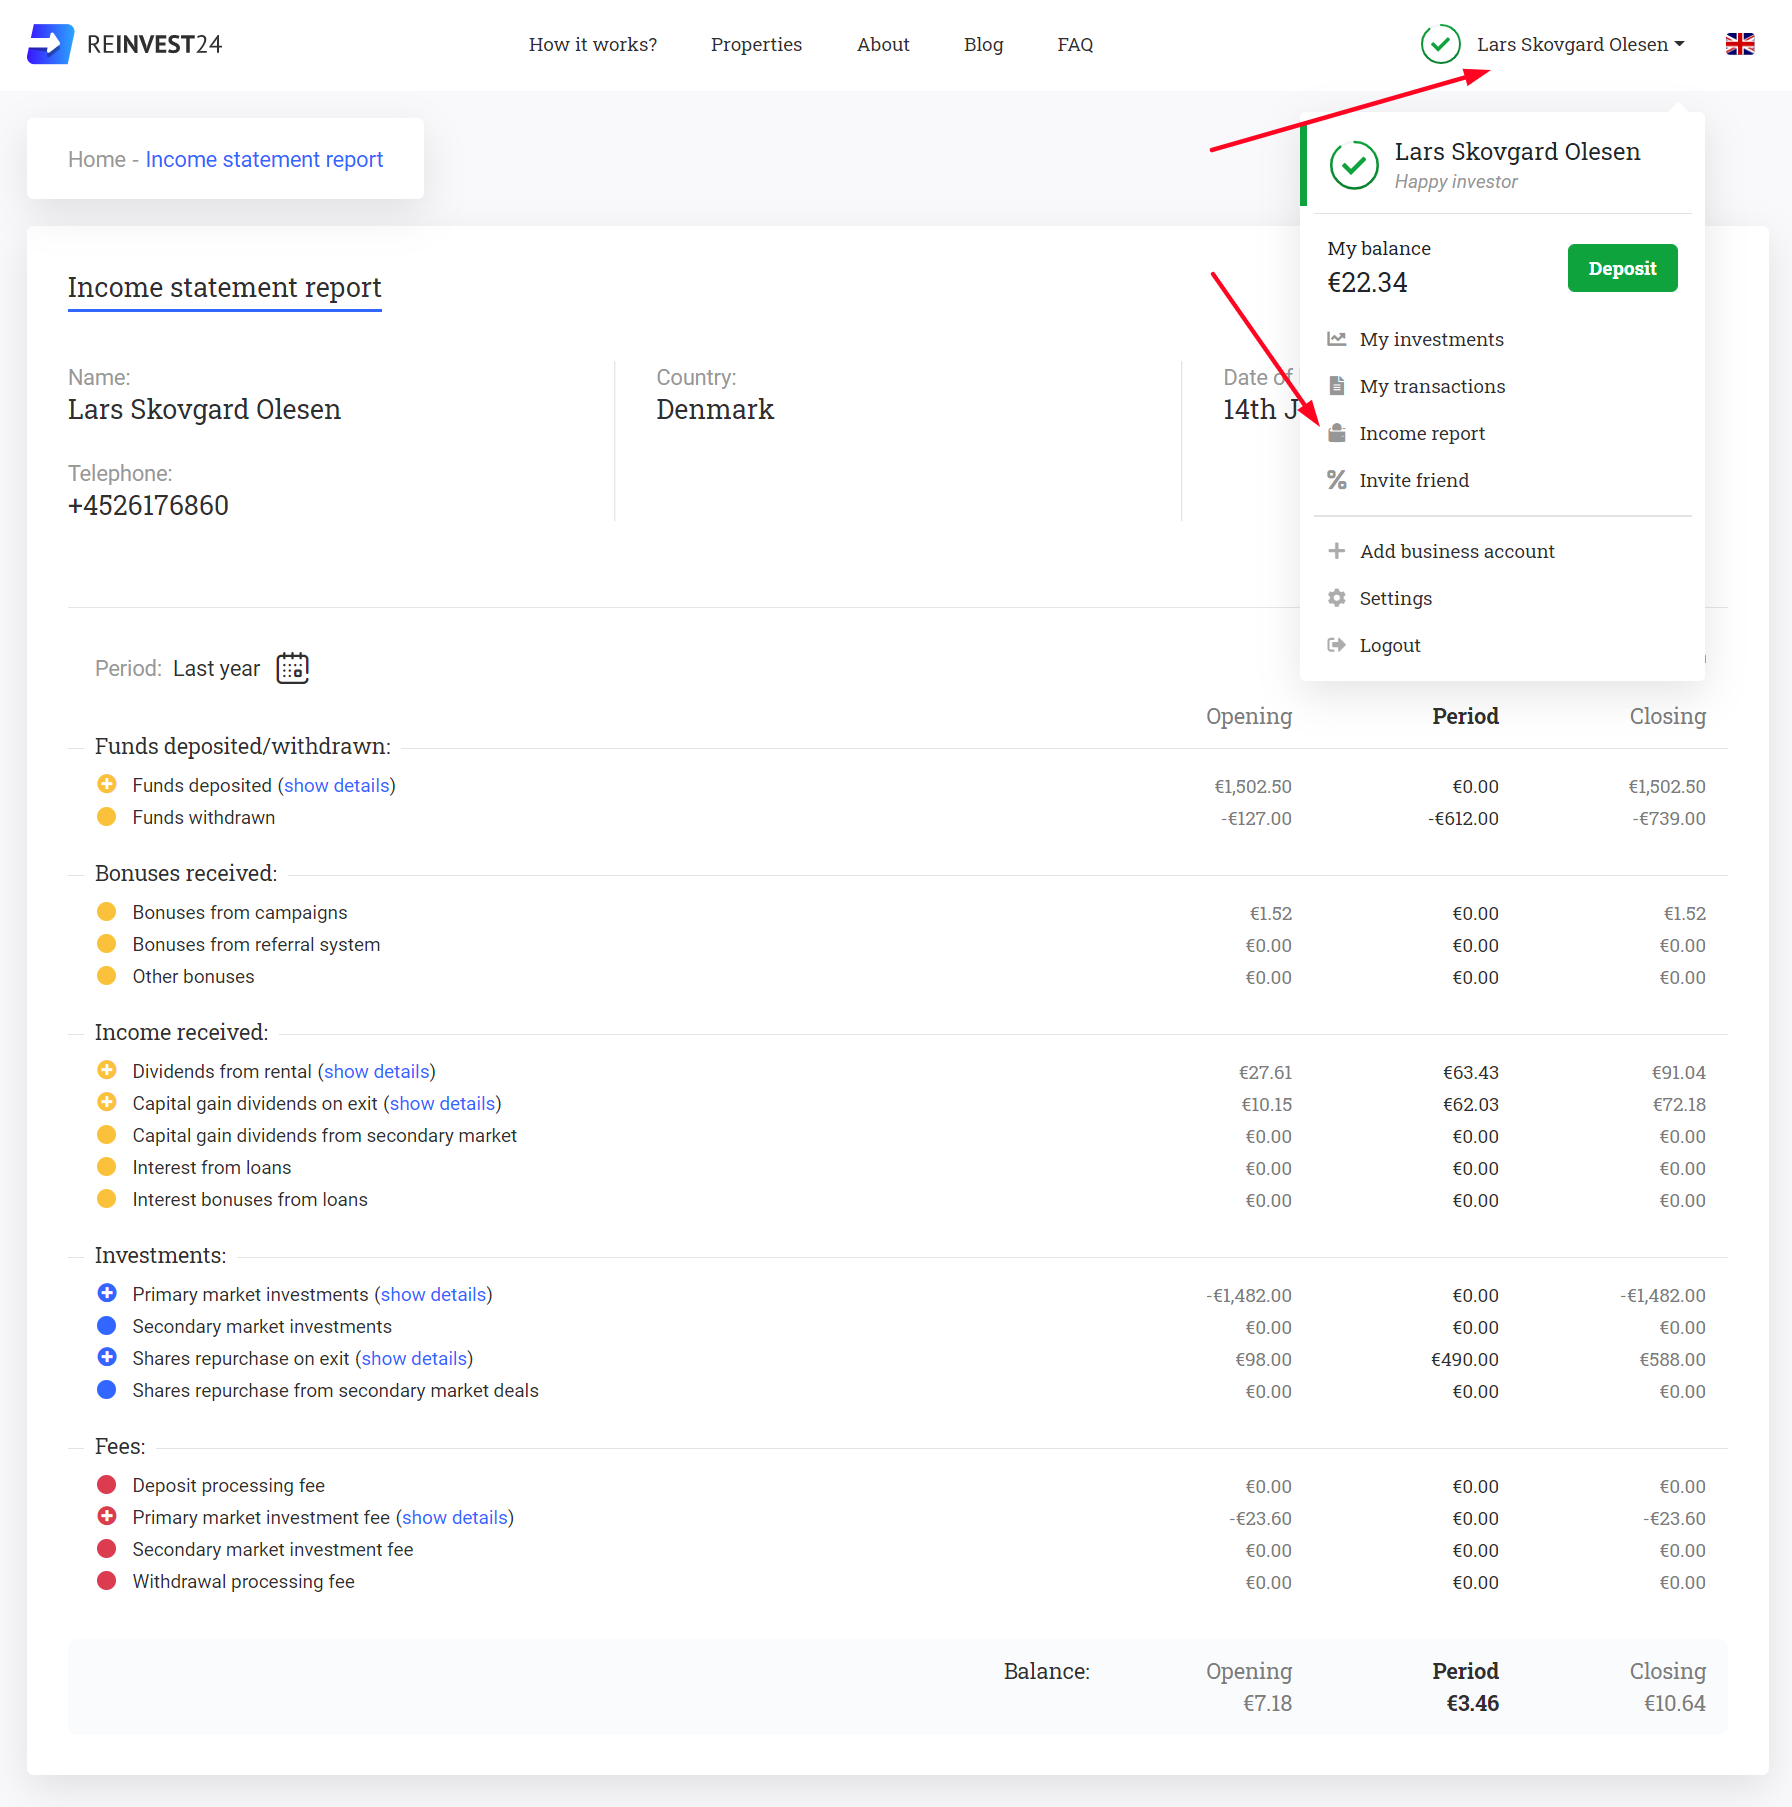 REINVEST24
How it works? Properties About Blog FAQ Lars Skovgard Olesen
Home - Income statement report
Lars Skovgard Olesen
Happy investor
My balance
€22.34
Deposit
My investments
My transactions
Income report
Invite friend
Add business account
Settings
Logout
Income statement report
Name:
Lars Skovgard Olesen
Country:
Denmark
Date of
14th J
Telephone:
+4526176860
Period: Last year
Opening Period Closing
Funds deposited/withdrawn:
Funds deposited (show details) €1,502.50 €0.00 €1,502.50
Funds withdrawn -€127.00 -€612.00 -€739.00
Bonuses received:
Bonuses from campaigns €1.52 €0.00 €1.52
Bonuses from referral system €0.00 €0.00 €0.00
Other bonuses €0.00 €0.00 €0.00
Income received:
Dividends from rental (show details) €27.61 €63.43 €91.04
Capital gain dividends on exit (show details) €10.15 €62.03 €72.18
Capital gain dividends from secondary market €0.00 €0.00 €0.00
Interest from loans €0.00 €0.00 €0.00
Interest bonuses from loans €0.00 €0.00 €0.00
Investments:
Primary market investments (show details) -€1,482.00 €0.00 -€1,482.00
Secondary market investments €0.00 €0.00 €0.00
Shares repurchase on exit (show details) €98.00 €490.00 €588.00
Shares repurchase from secondary market deals €0.00 €0.00 €0.00
Fees:
Deposit processing fee €0.00 €0.00 €0.00
Primary market investment fee (show details) -€23.60 €0.00 -€23.60
Secondary market investment fee €0.00 €0.00 €0.00
Withdrawal processing fee €0.00 €0.00 €0.00
Balance: Opening Period Closing
€7.18 €3.46 €10.64